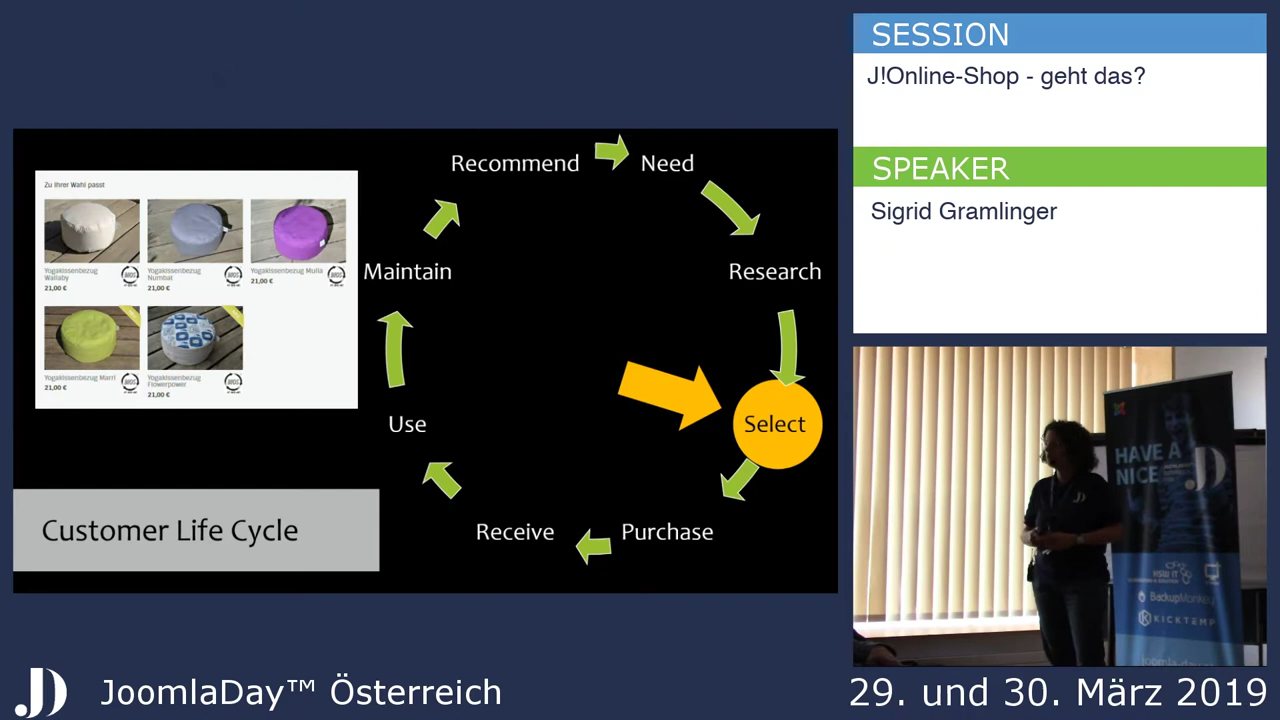 SESSION
J!Online-Shop - geht das?
SPEAKER
Sigrid Gramlinger
Zu Ihrer Wahl passt
Yogakissenbezug
Wallaby
21,00 €
Yogakissenbezug
Numbat
21,00 €
Yogakissenbezug Mulla
21,00 €
Yogakissenbezug Marri
21,00 €
Yogakissenbezug
Flowerpower
21,00 €
Recommend
Need
Maintain
Research
Use
Select
Receive
Purchase
Customer Life Cycle
HAVE A
NICE
HSW IT
BackupMonkey
KICKTEMP
JoomlaDay™ Österreich
29. und 30. März 2019